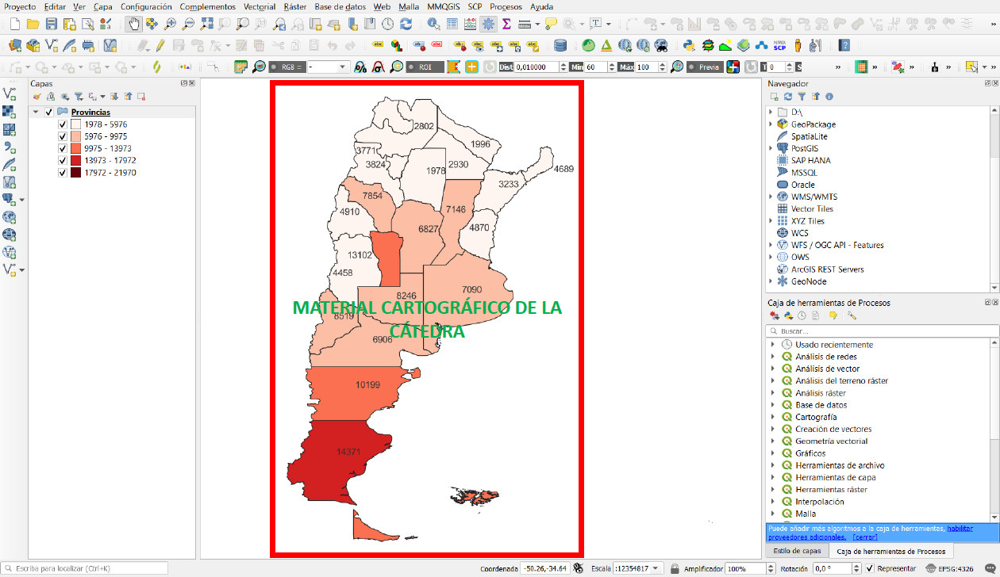 Proyecto Editar Ver Capa Configuración Complementos Vectorial Ráster Base de datos Web Malla MMQGIS SCP Procesos Ayuda
RGB = - ROI Dist 0,010000 Min 60 Máx 100 Previa T 0 S
Capas
Provincias
1978 - 5976
5976 - 9975
9975 - 13973
13973 - 17972
17972 - 21970
2802
1996
3771
3824
1978
2930
4689
3233
7854
7146
4910
4870
6827
13102
4458
7090
8246
MATERIAL CARTOGRÁFICO DE LA
CÁTEDRA
8519
6906
10199
14371
Navegador
D:\
GeoPackage
SpatiaLite
PostGIS
SAP HANA
MSSQL
Oracle
WMS/WMTS
Vector Tiles
XYZ Tiles
WCS
WFS / OGC API - Features
OWS
ArcGIS REST Servers
GeoNode
Caja de herramientas de Procesos
Buscar...
Usado recientemente
Análisis de redes
Análisis de vector
Análisis del terreno ráster
Análisis ráster
Base de datos
Cartografía
Creación de vectores
Geometría vectorial
Gráficos
Herramientas de archivo
Herramientas de capa
Herramientas ráster
Interpolación
Malla
Puede añadir más algoritmos a la caja de herramientas, habilitar
proveedores adicionales. [cerrar]
Estilo de capas Caja de herramientas de Procesos
Escriba para localizar (Ctrl+K) Coordenada -50.26,-34.64 Escala :12354817 Amplificador 100% Rotación 0,0 ° Representar EPSG:4326